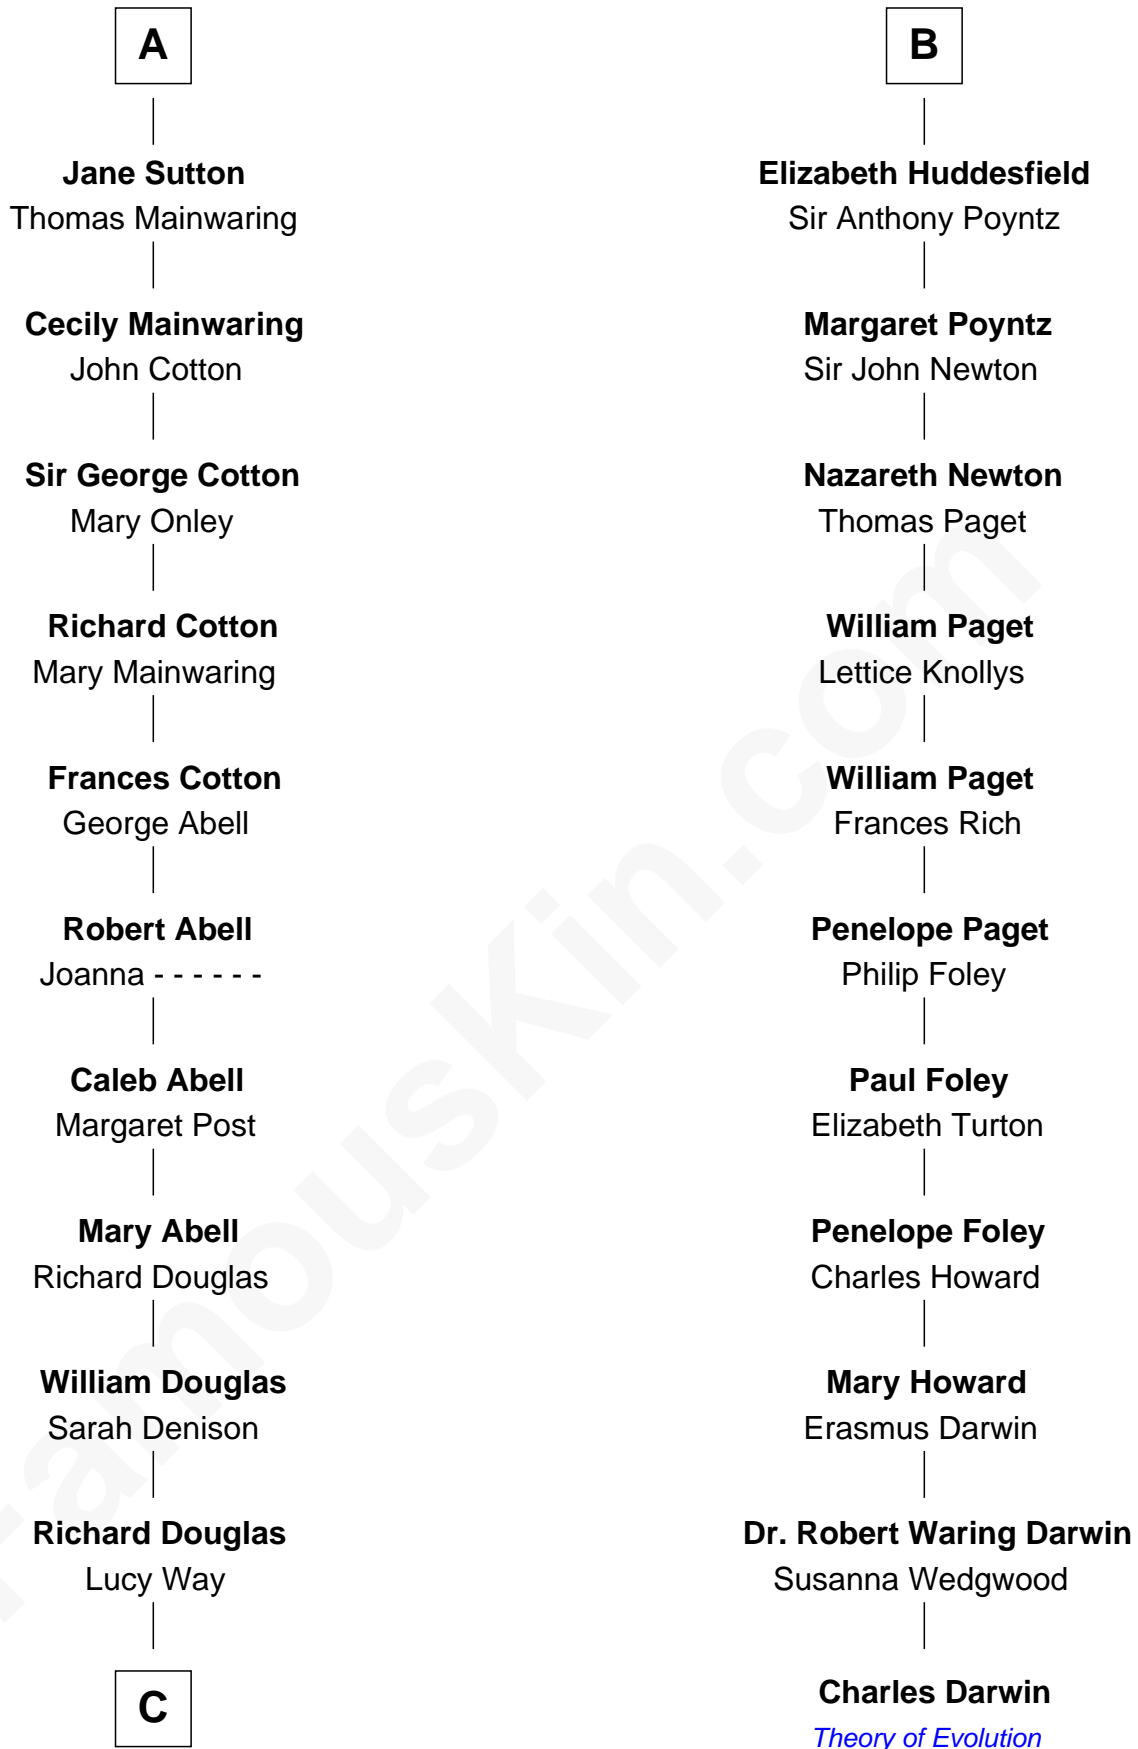 A
Jane Sutton
Thomas Mainwaring
Cecily Mainwaring
John Cotton
Sir George Cotton
Mary Onley
Richard Cotton
Mary Mainwaring
Frances Cotton
George Abell
Robert Abell
Joanna - - - - - -
Caleb Abell
Margaret Post
Mary Abell
Richard Douglas
William Douglas
Sarah Denison
Richard Douglas
Lucy Way
C
B
Elizabeth Huddesfield
Sir Anthony Poyntz
Margaret Poyntz
Sir John Newton
Nazareth Newton
Thomas Paget
William Paget
Lettice Knollys
William Paget
Frances Rich
Penelope Paget
Philip Foley
Paul Foley
Elizabeth Turton
Penelope Foley
Charles Howard
Mary Howard
Erasmus Darwin
Dr. Robert Waring Darwin
Susanna Wedgwood
Charles Darwin
Theory of Evolution
FamousKin.com